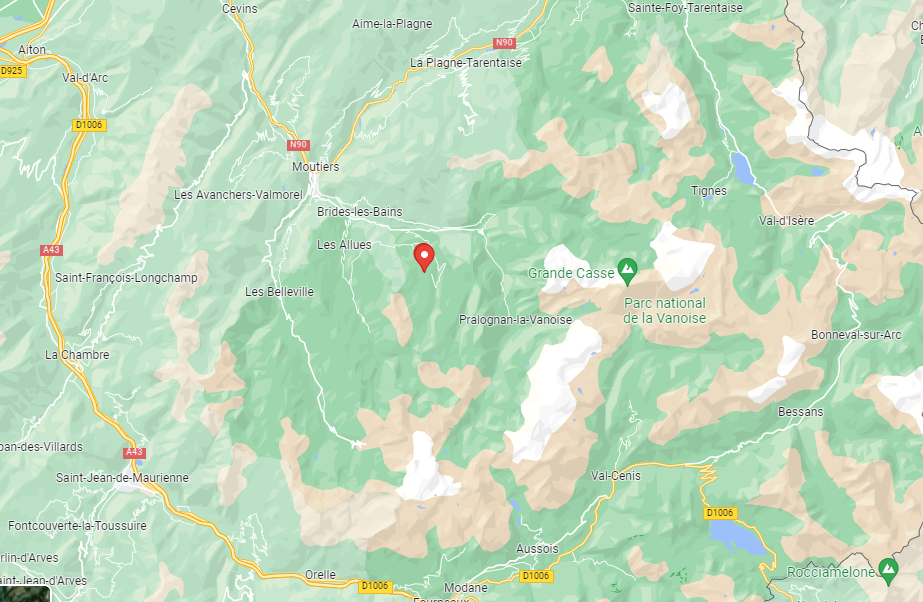 Cevins
Sainte-Foy-Tarentaise
Aime-la-Plagne
Ch
Aiton
N90
La Plagne-Tarentaise
D925
Val-d'Arc
D1006
A
N90
Moutiers
Les Avanchers-Valmorel
Tignes
Brides-les-Bains
Val-d'Isère
Les Allues
A43
Grande Casse
Saint-François-Longchamp
Les Belleville
Parc national
de la Vanoise
Pralognan-la-Vanoise
Bonneval-sur-Arc
La Chambre
Bessans
ban-des-Villards
A43
Saint-Jean-de-Maurienne
Val-Cenis
D1006
Fontcouverte-la-Toussuire
Aussois
rlin-d'Arves
Rocciamelone
Orelle
D1006
aint-Jean-d'Arves
D1006
Modane
Fourneaux